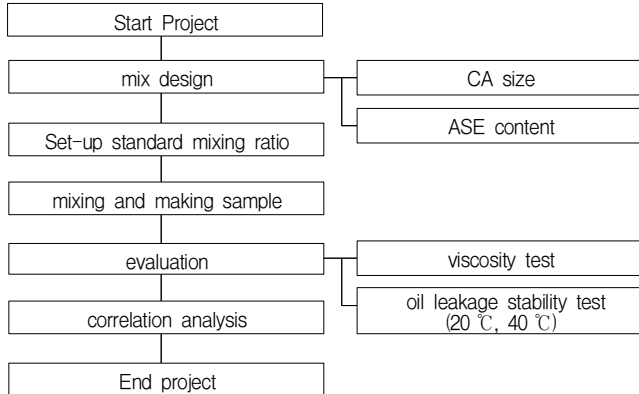 Start Project
mix design
CA size
ASE content
Set-up standard mixing ratio
mixing and making sample
evaluation
viscosity test
oil leakage stability test
(20 ℃, 40 ℃)
correlation analysis
End project